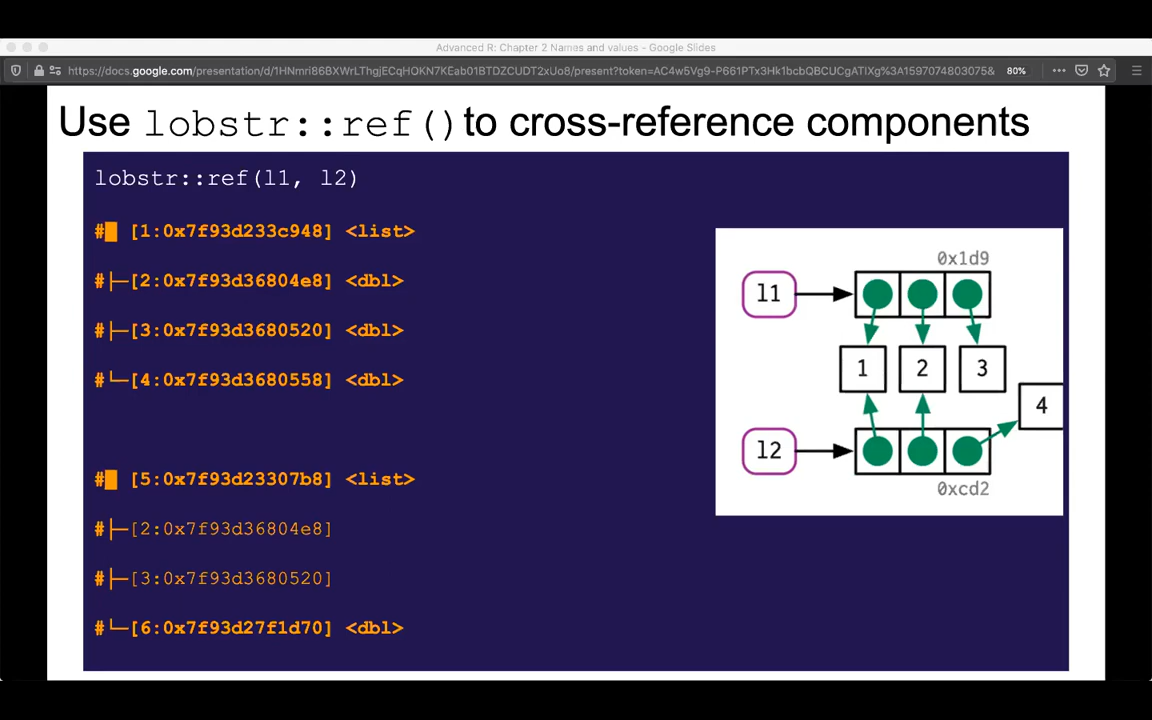 Advanced R: Chapter 2 Names and values - Google Slides
https://docs.google.com/presentation/d/1HNmri86BXWrLThgjECqHOKN7KEab01BTDZCUDT2xUo8/present?token=AC4w5Vg9-P661PTx3Hk1bcbQBCUCgATIXg%3A1597074803075&
80%
Use lobstr::ref() to cross-reference components
lobstr::ref(l1, l2)
#█ [1:0x7f93d233c948] <list>
#├─[2:0x7f93d36804e8] <dbl>
#├─[3:0x7f93d3680520] <dbl>
#└─[4:0x7f93d3680558] <dbl>
#█ [5:0x7f93d23307b8] <list>
#├─[2:0x7f93d36804e8]
#├─[3:0x7f93d3680520]
#└─[6:0x7f93d27f1d70] <dbl>
0x1d9
l1
1 2 3
4
l2
0xcd2